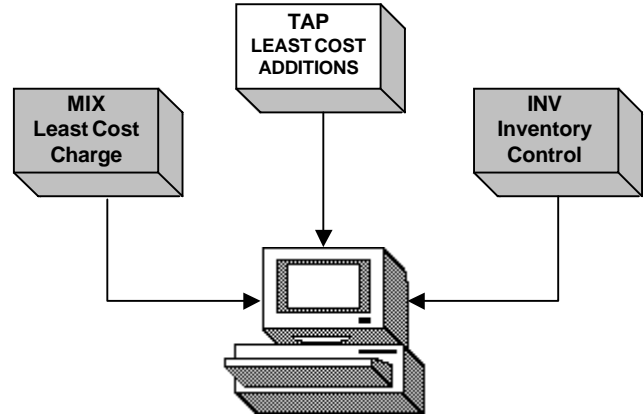 TAP
LEAST COST
ADDITIONS
MIX
Least Cost
Charge
INV
Inventory
Control